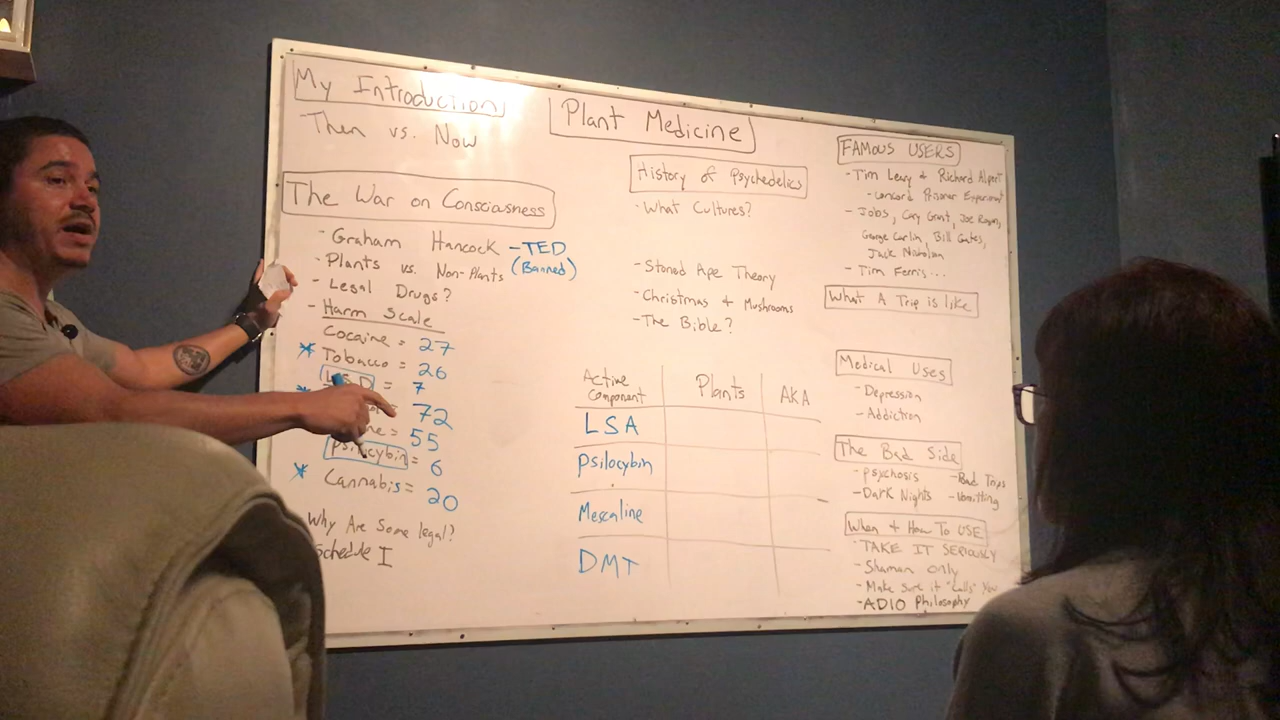 My Introduction
Then vs. Now
The War on Consciasness
- Graham Hancock - TED
(Banned)
- Plants vs. Non-Plants
- Legal Drugs?
- Harm Scale
Cocaine = 27
* Tobacco = 26
LSD = 7
= 72
= 55
Psilocybin = 6
* Cannabis = 20
Why Are Some legal?
Schedule I
Plant Medicine
History of Psychedelics
- What Cultures?
- Stoned Ape Theory
- Christmas + Mushrooms
- The Bible?
Active Component Plants AKA
LSA
Psilocybin
Mescaline
DMT
FAMOUS USERS
- Tim Leary & Richard Alpert
- Concord Prisoner Experiment
- Jobs, Cary Grant, Joe Rogan,
George Carlin, Bill Gates,
Jack Nicholson
- Tim Ferris...
What A Trip is like
Medical Uses
- Depression
- Addiction
The Bad Side
- psychosis - Bad Trips
- Dark Nights - Vomitting
When + How To USE
- TAKE IT SERIOUSLY
- Shaman only
- Make Sure it "Calls" You
- ADIO Philosophy